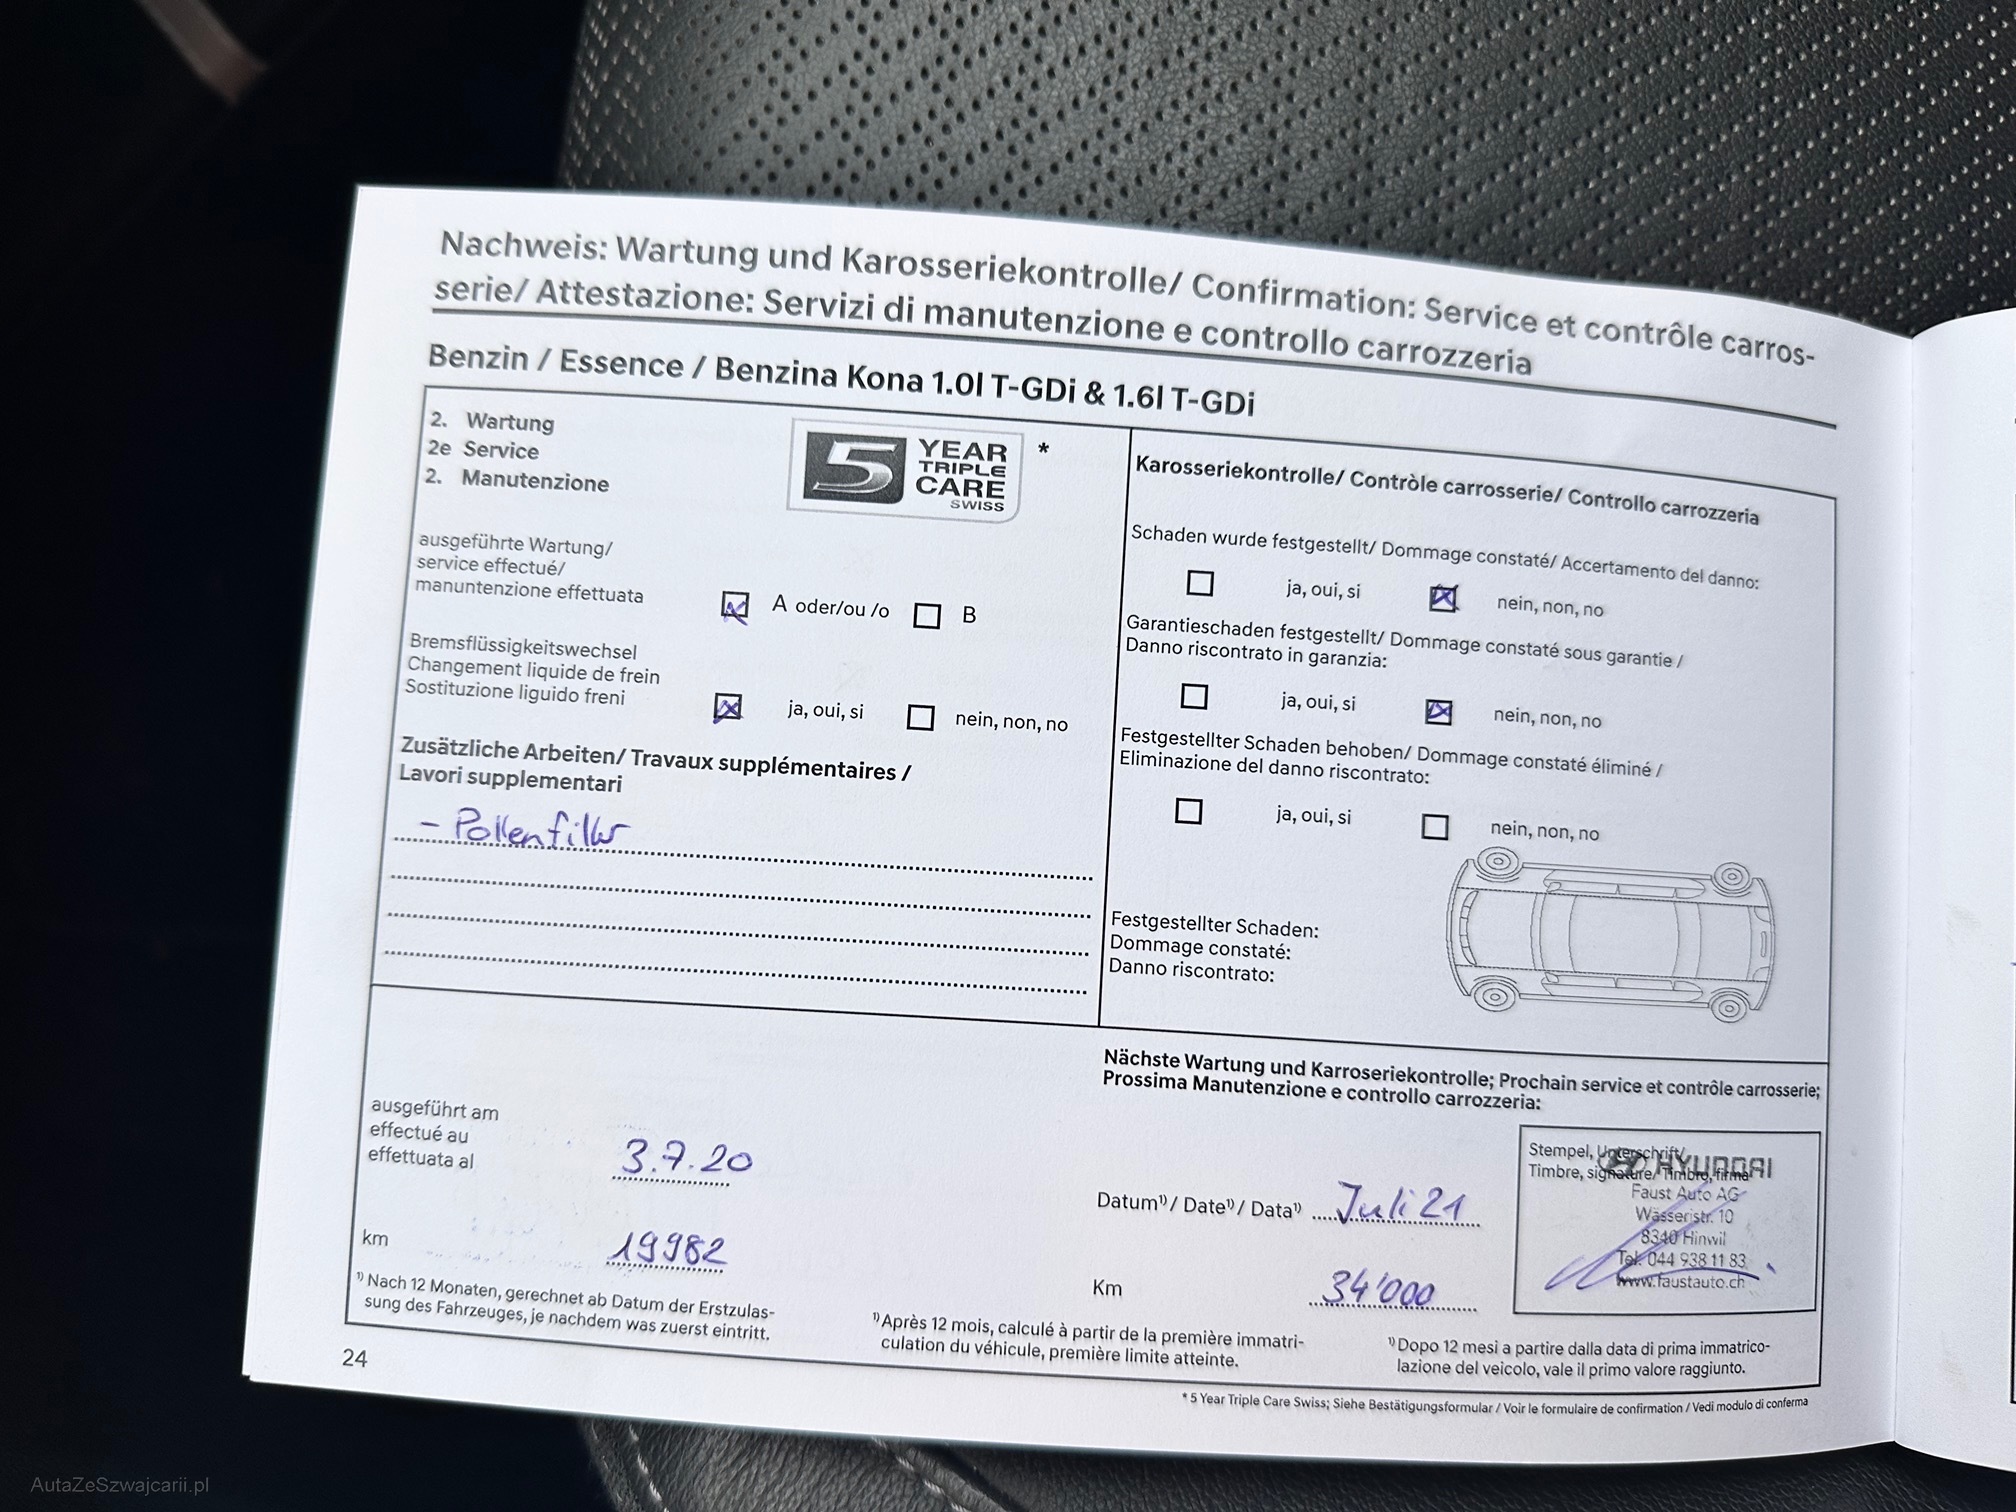 Nachweis: Wartung und Karosseriekontrolle/ Confirmation: Service et contrôle carros-
serie/ Attestazione: Servizi di manutenzione e controllo carrozzeria
Benzin / Essence / Benzina Kona 1.0l T-GDi & 1.6l T-GDi
2. Wartung
2e Service
2. Manutenzione
5 YEAR
TRIPLE
CARE
SWISS
*
ausgeführte Wartung/
service effectué/
manuntenzione effettuata
A oder/ou /o
B
Bremsflüssigkeitswechsel
Changement liquide de frein
Sostituzione liguido freni
ja, oui, si
nein, non, no
Zusätzliche Arbeiten/ Travaux supplémentaires /
Lavori supplementari
- Pollenfilter
Karosseriekontrolle/ Contròle carrosserie/ Controllo carrozzeria
Schaden wurde festgestellt/ Dommage constaté/ Accertamento del danno:
ja, oui, si
nein, non, no
Garantieschaden festgestellt/ Dommage constaté sous garantie /
Danno riscontrato in garanzia:
ja, oui, si
nein, non, no
Festgestellter Schaden behoben/ Dommage constaté éliminé /
Eliminazione del danno riscontrato:
ja, oui, si
nein, non, no
Festgestellter Schaden:
Dommage constaté:
Danno riscontrato:
ausgeführt am
effectué au
effettuata al
3.7.20
km
19982
Nächste Wartung und Karroseriekontrolle; Prochain service et contrôle carrosserie;
Prossima Manutenzione e controllo carrozzeria:
Datum¹⁾/ Date¹⁾/ Data¹⁾
Juli 21
Km
34'000
Stempel, Unterschrift/
Timbre, signature/ Timbro, firma
HYUNDAI
Faust Auto AG
Wässeristr. 10
8340 Hinwil
Tel. 044 938 11 83
www.faustauto.ch
¹⁾ Nach 12 Monaten, gerechnet ab Datum der Erstzulas-
sung des Fahrzeuges, je nachdem was zuerst eintritt.
¹⁾ Après 12 mois, calculé à partir de la première immatri-
culation du véhicule, première limite atteinte.
¹⁾ Dopo 12 mesi a partire dalla data di prima immatrico-
lazione del veicolo, vale il primo valore raggiunto.
24
* 5 Year Triple Care Swiss; Siehe Bestätigungsformular / Voir le formulaire de confirmation / Vedi modulo di conferma
AutaZeSzwajcarii.pl